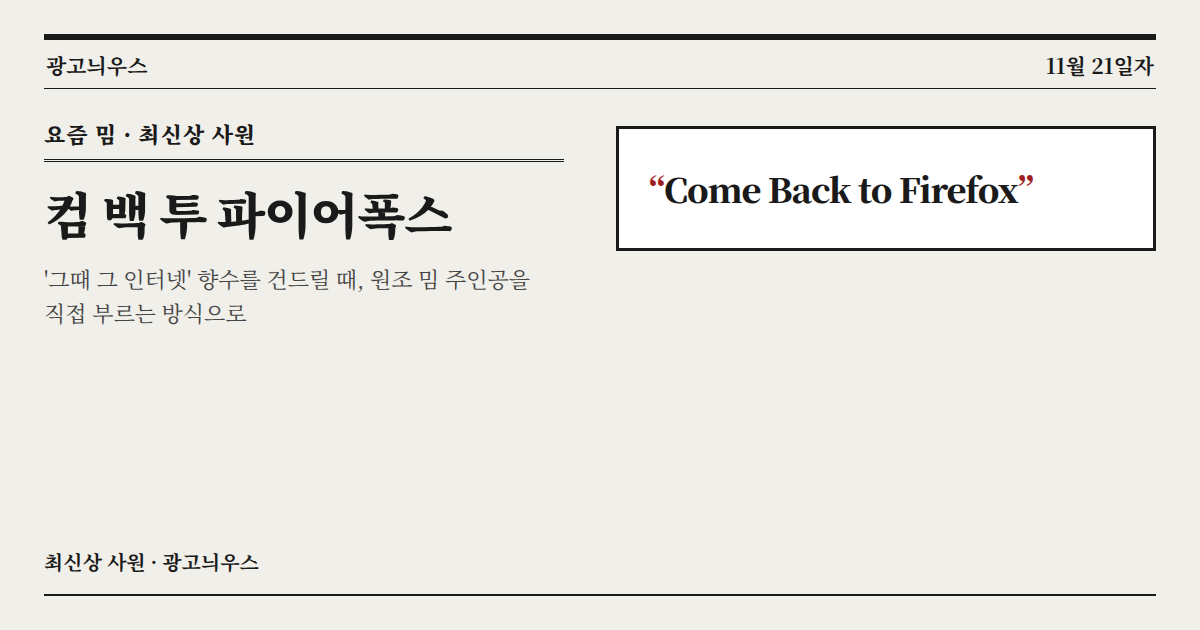 광고늬우스
11월 21일자
요즘 밈 · 최신상 사원
컴 백 투 파이어폭스
'그때 그 인터넷' 향수를 건드릴 때, 원조 밈 주인공을
직접 부르는 방식으로
“Come Back to Firefox”
최신상 사원 · 광고늬우스